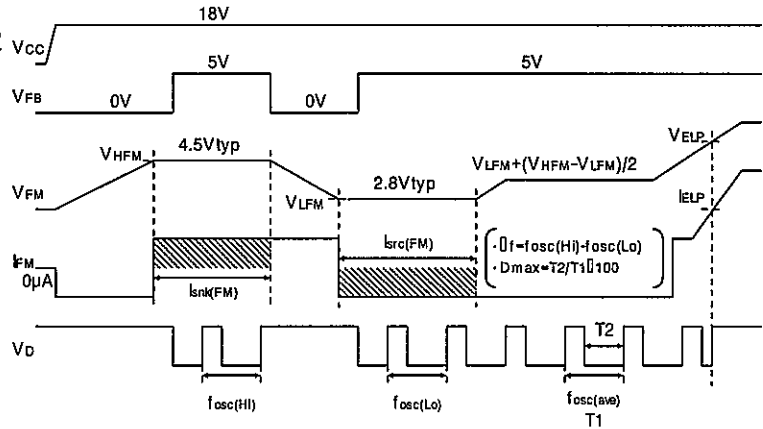 18V
VCC
5V
5V
VFB
0V
0V
VHFM
4.5Vtyp
VELP
VLFM+(VHFM-VLFM)/2
VFM
VLFM
2.8Vtyp
IELP
IFM
0μA
Isrc(FM)
· ▯f=fosc(Hi)-fosc(Lo)
· Dmax=T2/T1▯100
Isnk(FM)
VD
T2
fosc(HI)
fosc(Lo)
fosc(ave)
T1